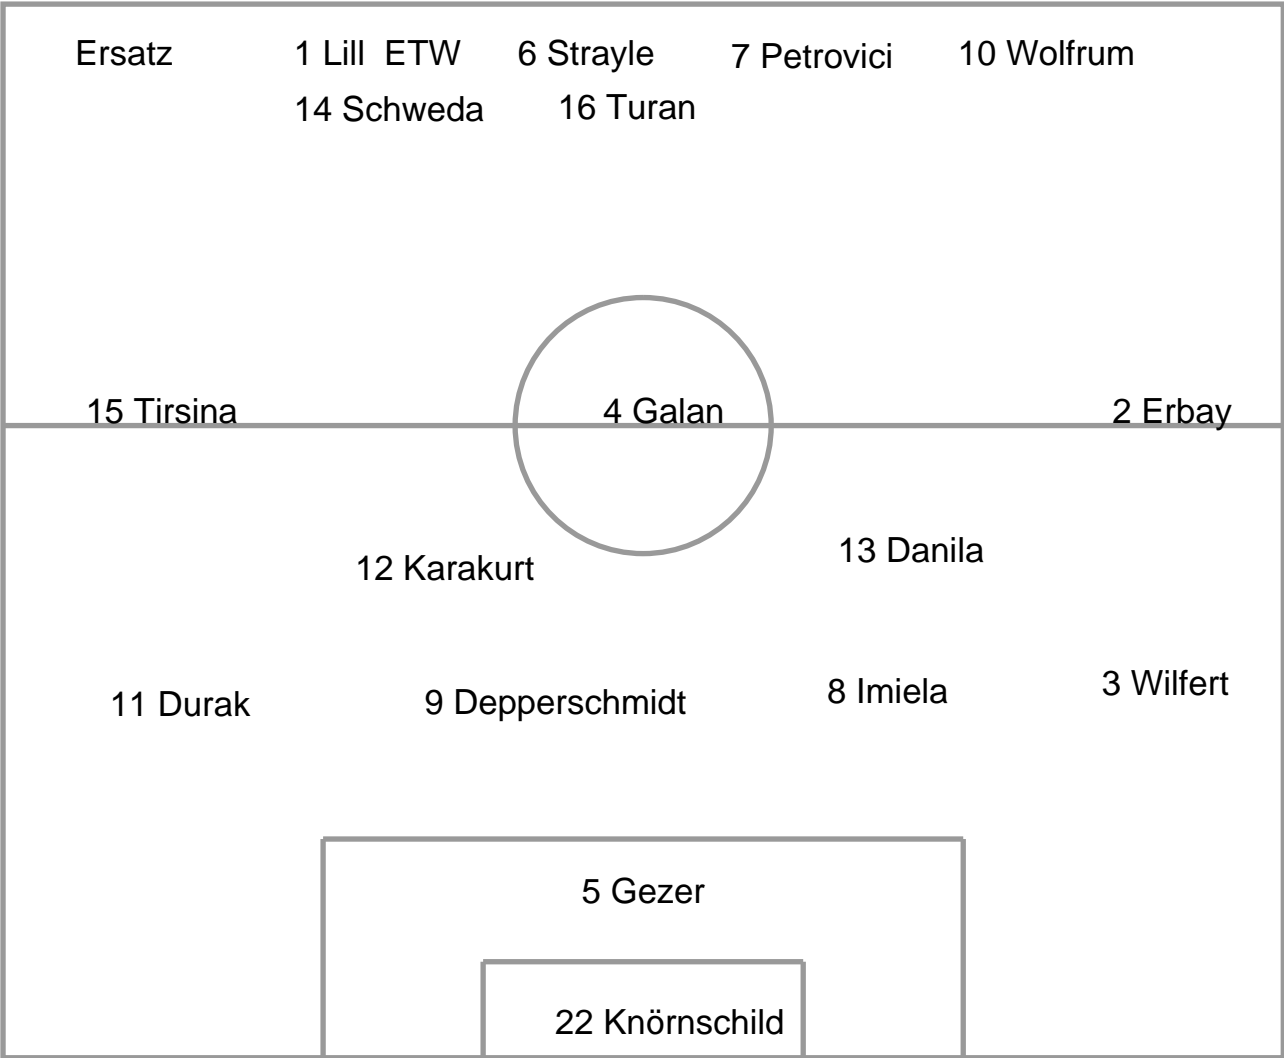 Ersatz 1 Lill ETW 6 Strayle 7 Petrovici 10 Wolfrum
14 Schweda 16 Turan
15 Tirsina 4 Galan 2 Erbay
12 Karakurt 13 Danila
11 Durak 9 Depperschmidt 8 Imiela 3 Wilfert
5 Gezer
22 Knörnschild